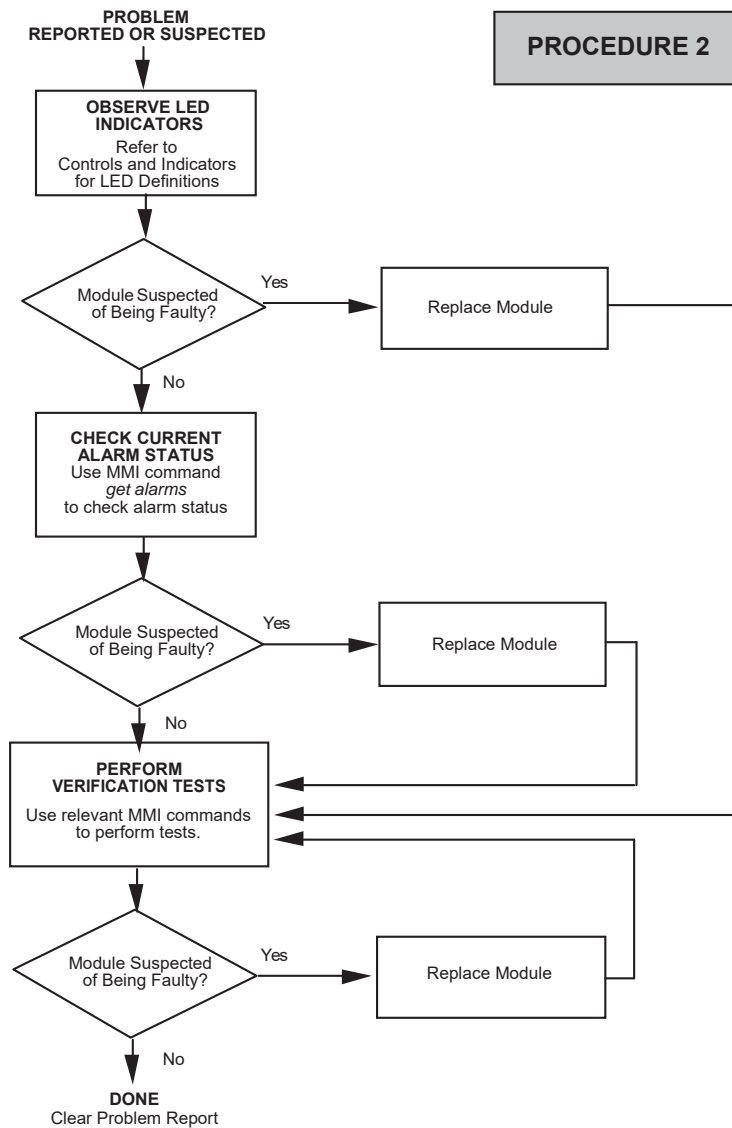 PROBLEM
REPORTED OR SUSPECTED
PROCEDURE 2
OBSERVE LED
INDICATORS
Refer to
Controls and Indicators
for LED Definitions
Module Suspected
of Being Faulty?
Yes
Replace Module
No
CHECK CURRENT
ALARM STATUS
Use MMI command
get alarms
to check alarm status
Module Suspected
of Being Faulty?
Yes
Replace Module
No
PERFORM
VERIFICATION TESTS
Use relevant MMI commands
to perform tests.
Module Suspected
of Being Faulty?
Yes
Replace Module
No
DONE
Clear Problem Report